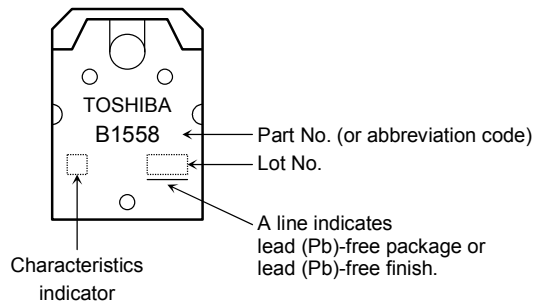 TOSHIBA
B1558
Part No. (or abbreviation code)
Lot No.
A line indicates
lead (Pb)-free package or
lead (Pb)-free finish.
Characteristics
indicator